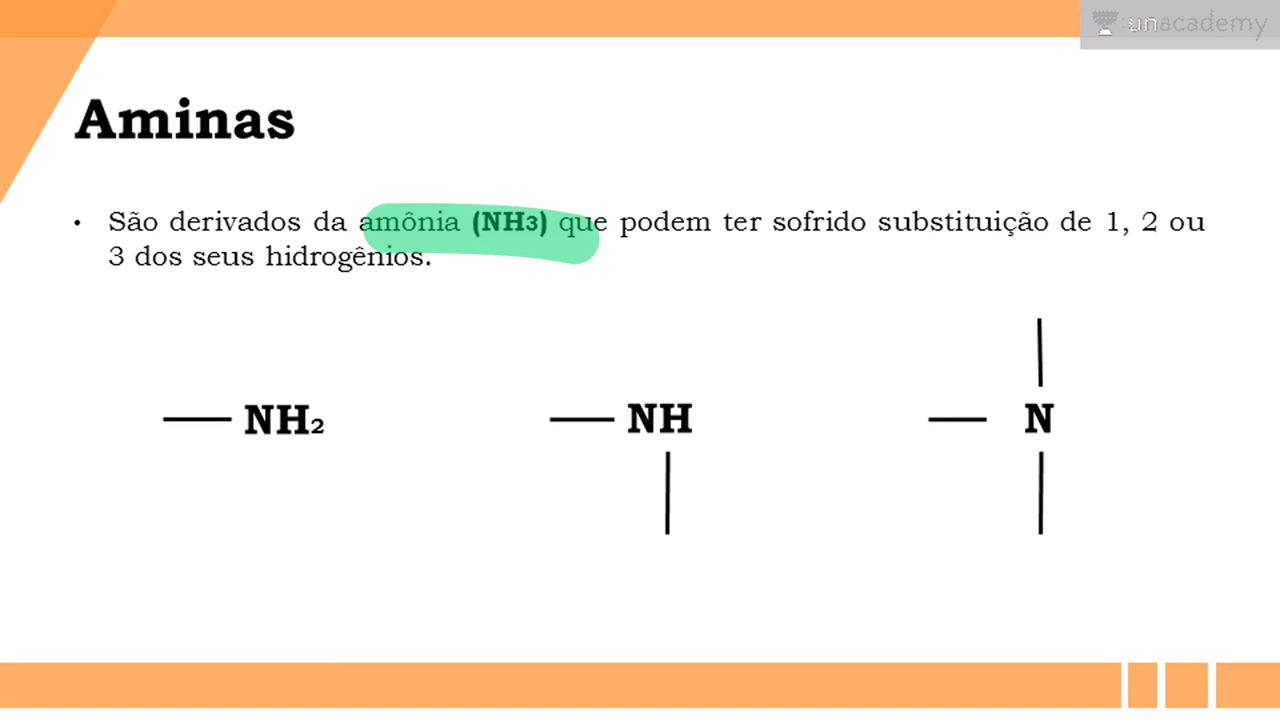 unacademy
Aminas
• São derivados da amônia (NH3) que podem ter sofrido substituição de 1, 2 ou
3 dos seus hidrogênios.
NH₂
NH
N